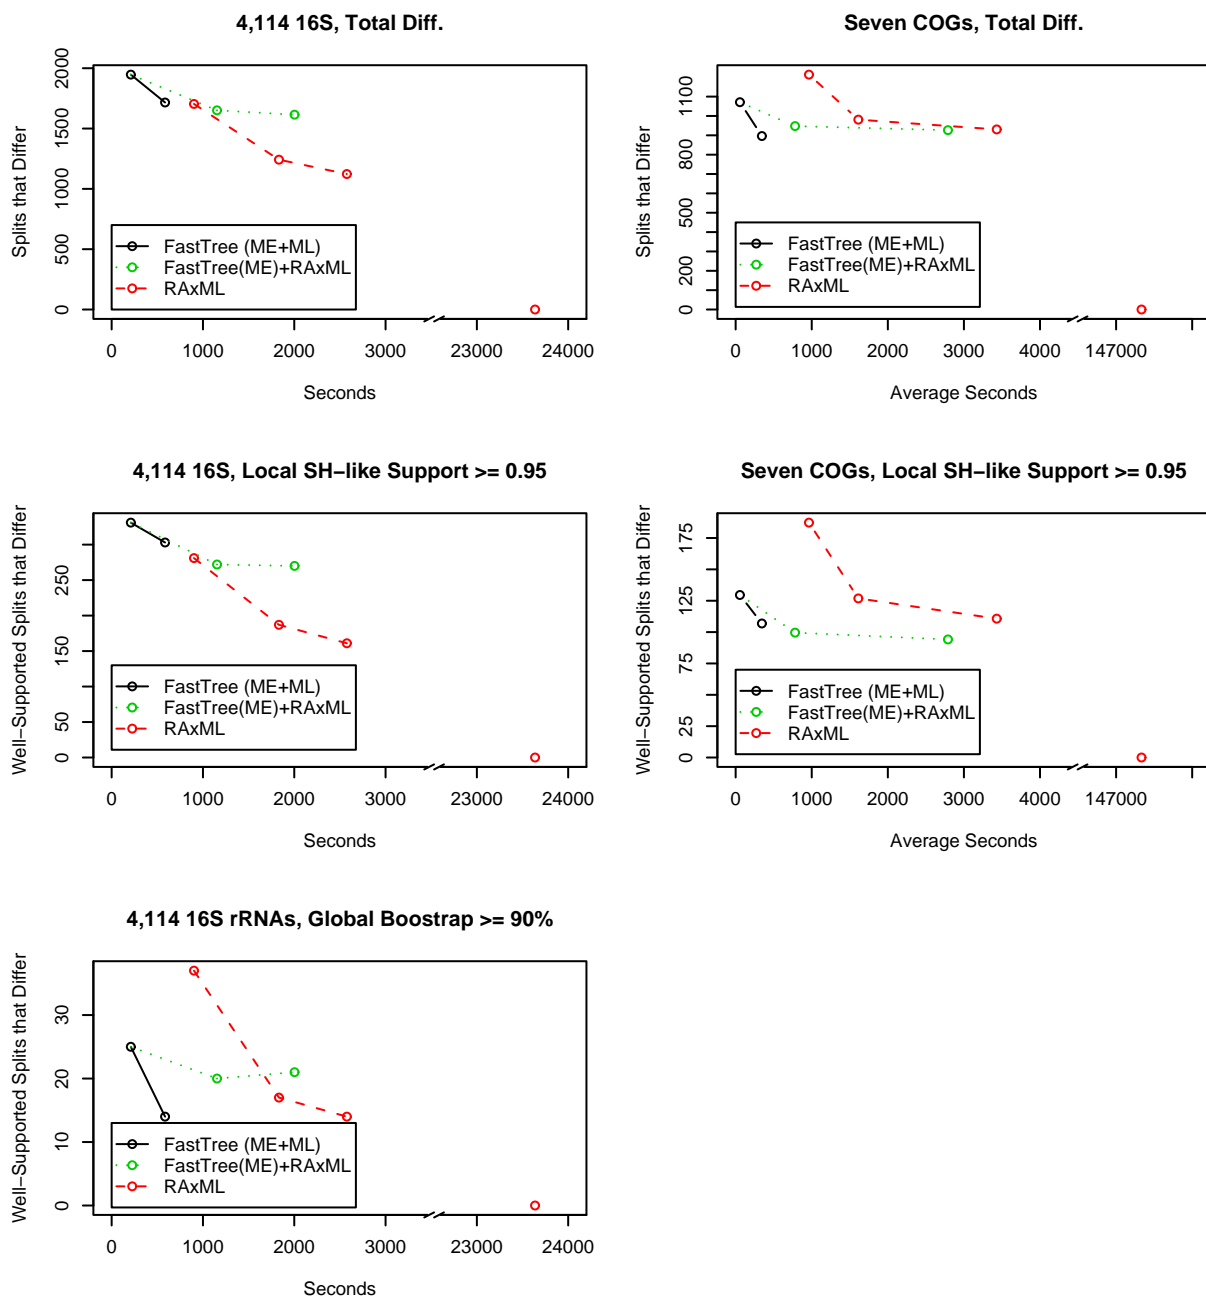 4,114 16S, Total Diff.
Splits that Differ
0 500 1000 1500 2000
FastTree (ME+ML)
FastTree(ME)+RAxML
RAxML
0 1000 2000 3000 23000 24000
Seconds
Seven COGs, Total Diff.
Splits that Differ
0 200 500 800 1100
FastTree (ME+ML)
FastTree(ME)+RAxML
RAxML
0 1000 2000 3000 4000 147000
Average Seconds
4,114 16S, Local SH−like Support >= 0.95
Well−Supported Splits that Differ
0 50 150 250
FastTree (ME+ML)
FastTree(ME)+RAxML
RAxML
0 1000 2000 3000 23000 24000
Seconds
Seven COGs, Local SH−like Support >= 0.95
Well−Supported Splits that Differ
0 25 75 125 175
FastTree (ME+ML)
FastTree(ME)+RAxML
RAxML
0 1000 2000 3000 4000 147000
Average Seconds
4,114 16S rRNAs, Global Boostrap >= 90%
Well−Supported Splits that Differ
0 10 20 30
FastTree (ME+ML)
FastTree(ME)+RAxML
RAxML
0 1000 2000 3000 23000 24000
Seconds